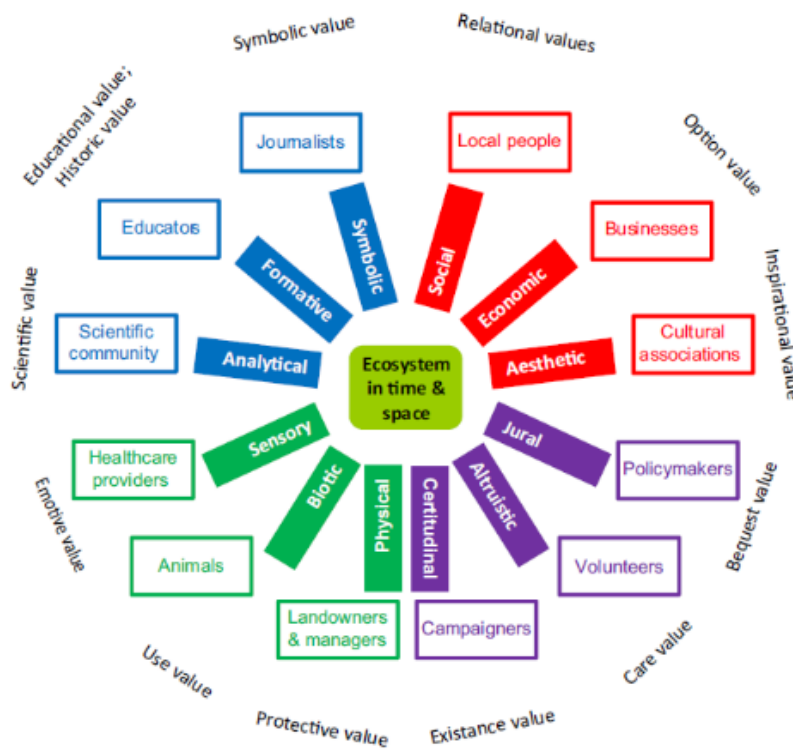 Symbolic value
Relational values
Educational value;
Historic value
Option value
Journalists
Local people
Educators
Businesses
Symbolic
Social
Formative
Economic
Scientific value
Inspirational value
Scientific
community
Analytical
Ecosystem
in time &
space
Aesthetic
Cultural
associations
Sensory
Jural
Healthcare
providers
Policymakers
Emotive value
Bequest value
Biotic
Physical
Certitudinal
Altruistic
Animals
Volunteers
Landowners
& managers
Campaigners
Use value
Care value
Protective value
Existance value